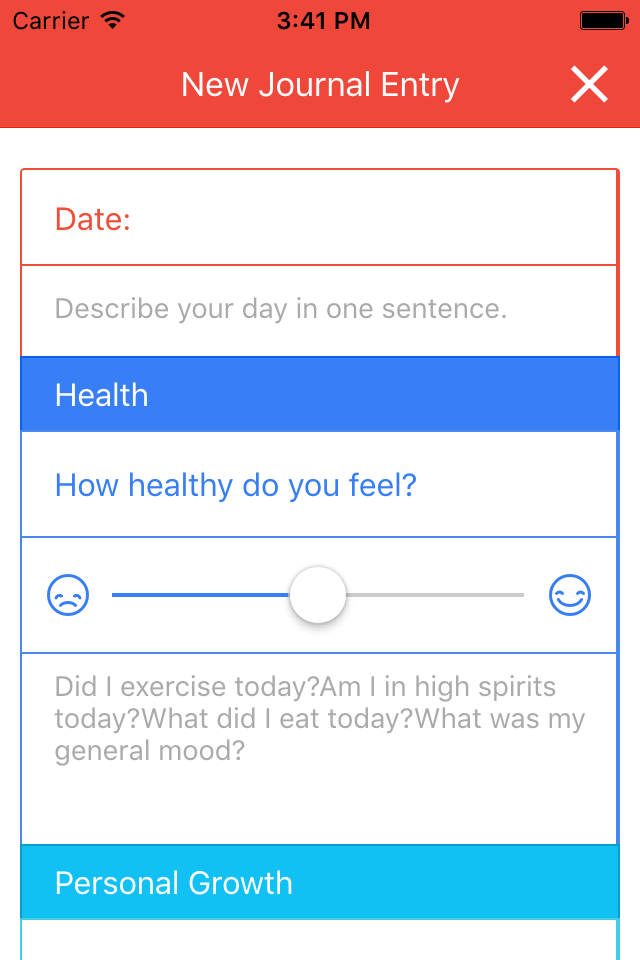 Carrier 3:41 PM
New Journal Entry
Date:
Describe your day in one sentence.
Health
How healthy do you feel?
Did I exercise today?Am I in high spirits
today?What did I eat today?What was my
general mood?
Personal Growth